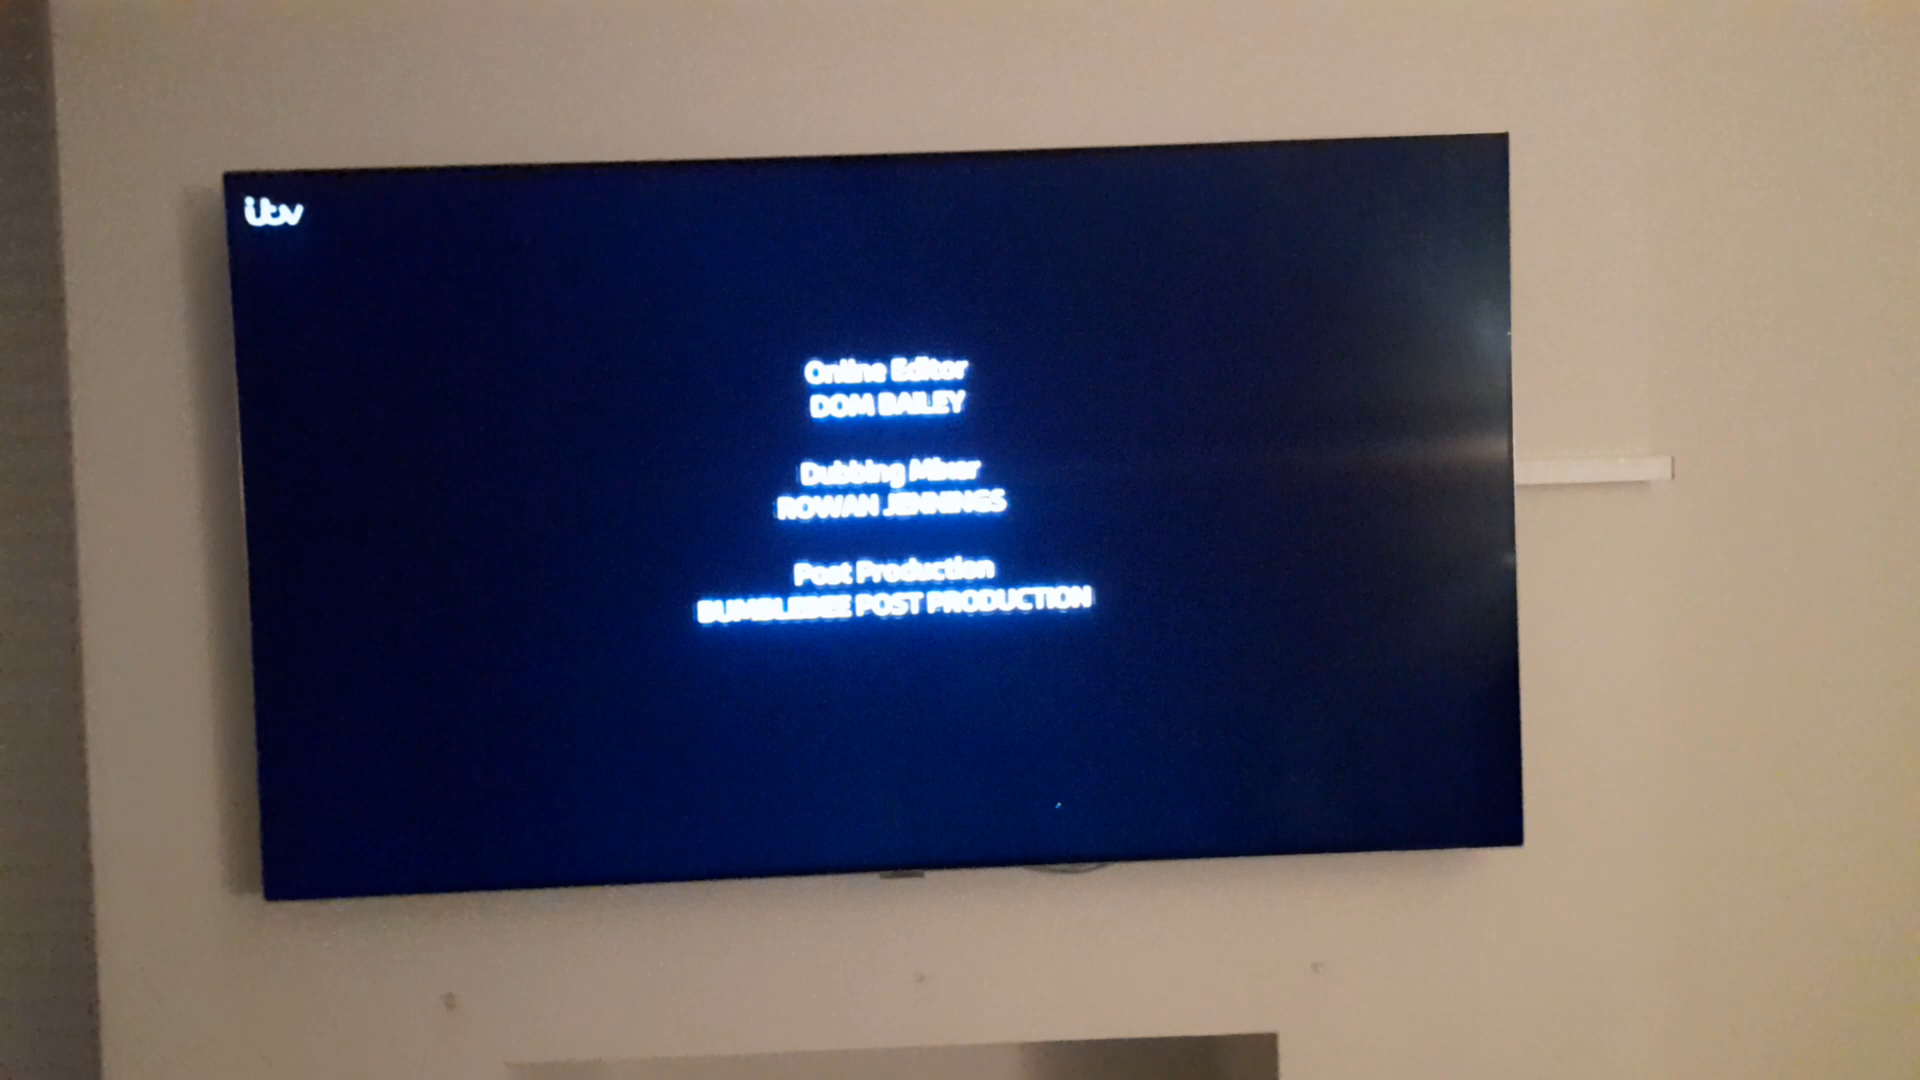 itv
Online Editor
DOM BAILEY
Dubbing Mixer
ROWAN JENNINGS
Post Production
BUMBLEBEE POST PRODUCTION